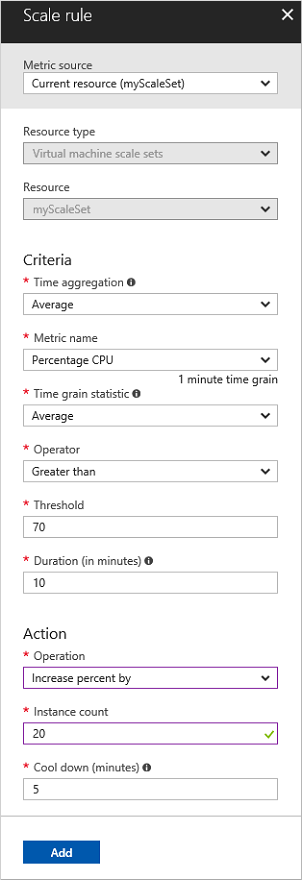 Scale rule
Metric source
Current resource (myScaleSet)
Resource type
Virtual machine scale sets
Resource
myScaleSet
Criteria
* Time aggregation
Average
* Metric name
Percentage CPU
1 minute time grain
* Time grain statistic
Average
* Operator
Greater than
* Threshold
70
* Duration (in minutes)
10
Action
* Operation
Increase percent by
* Instance count
20
* Cool down (minutes)
5
Add